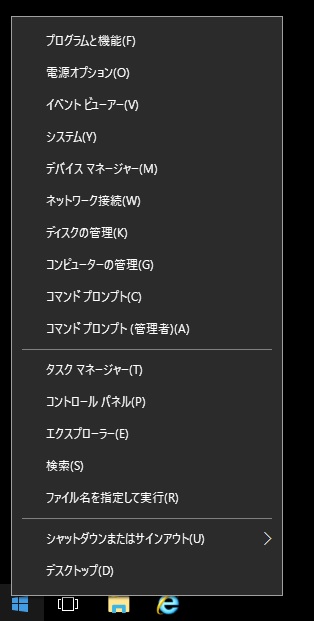 プログラムと機能(F)
電源オプション(O)
イベント ビューアー(V)
システム(Y)
デバイス マネージャー(M)
ネットワーク接続(W)
ディスクの管理(K)
コンピューターの管理(G)
コマンド プロンプト(C)
コマンド プロンプト (管理者)(A)
タスク マネージャー(T)
コントロール パネル(P)
エクスプローラー(E)
検索(S)
ファイル名を指定して実行(R)
シャットダウンまたはサインアウト(U)
デスクトップ(D)